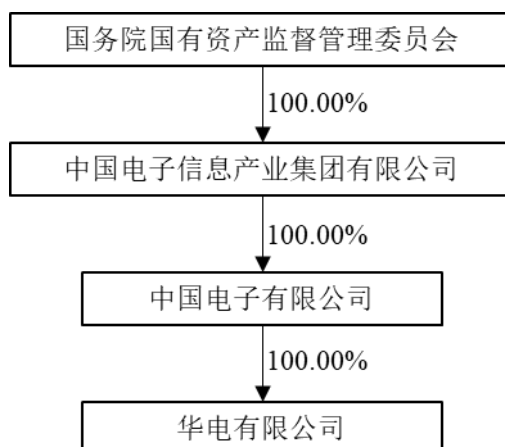 国务院国有资产监督管理委员会
100.00%
中国电子信息产业集团有限公司
100.00%
中国电子有限公司
100.00%
华电有限公司